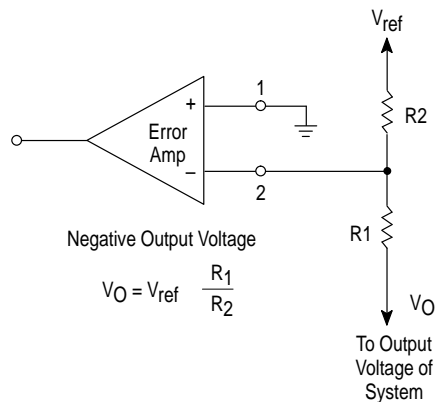 Vref
R2
1
+
Error
Amp
–
2
R1
Negative Output Voltage
VO = Vref R1
R2
VO
To Output
Voltage of
System